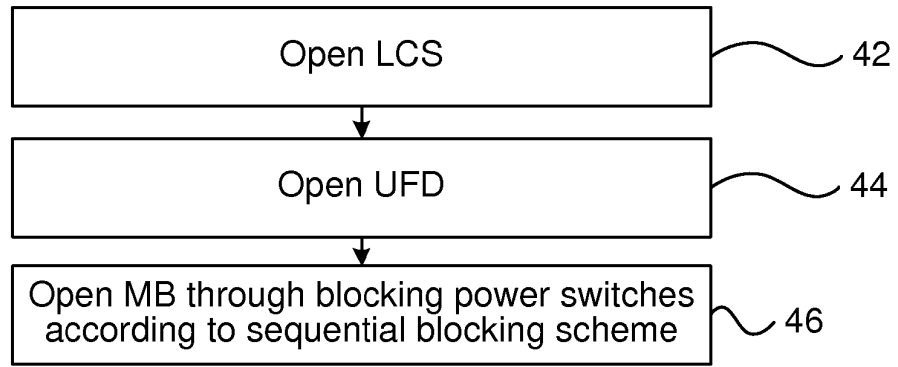 Open LCS
42
Open UFD
44
Open MB through blocking power switches
according to sequential blocking scheme
46